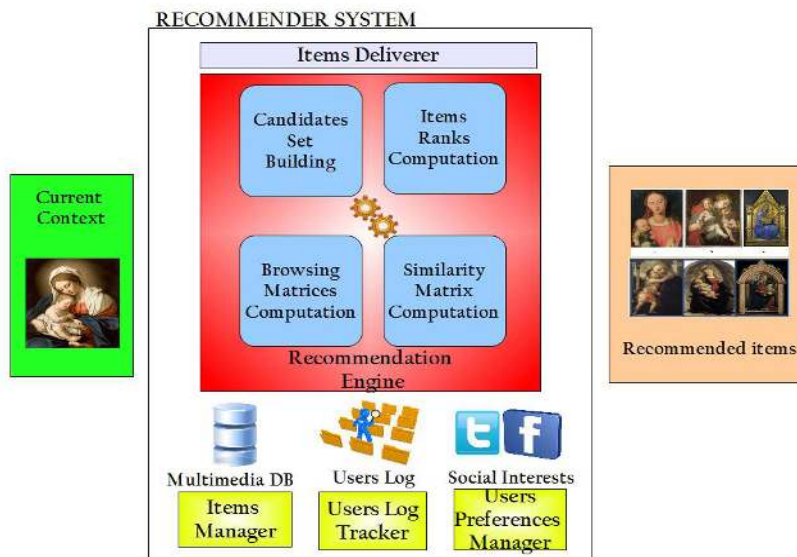 RECOMMENDER SYSTEM
Items Deliverer
Candidates
Set
Building
Items
Ranks
Computation
Current
Context
Browsing
Matrices
Computation
Similarity
Matrix
Computation
Recommendation
Engine
Recommended items
t
f
Multimedia DB
Users Log
Social Interests
Items
Manager
Users Log
Tracker
Users
Preferences
Manager